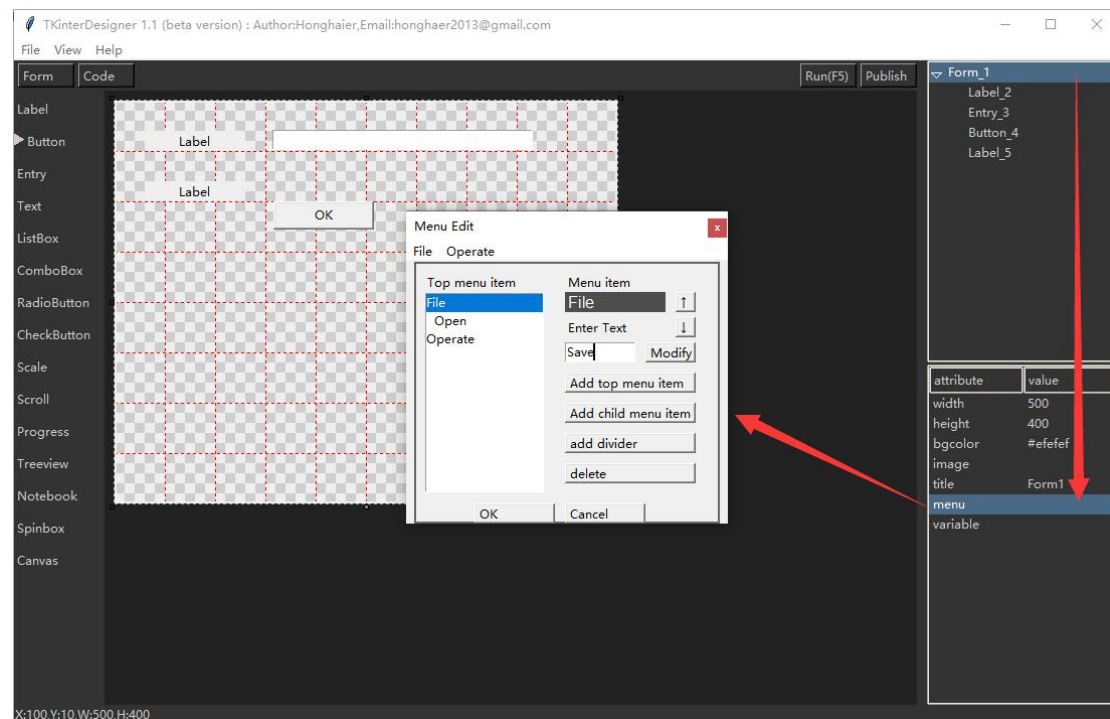 TKinterDesigner 1.1 (beta version) : Author:Honghaier,Email:honghaer2013@gmail.com
File View Help
Form Code Run(F5) Publish
Label
Button
Entry
Text
ListBox
ComboBox
RadioButton
CheckButton
Scale
Scroll
Progress
Treeview
Notebook
Spinbox
Canvas
Label
Label
OK
Menu Edit
x
File Operate
Top menu item
File
Open
Operate
Menu item
File
↑
Enter Text
↓
Save
Modify
Add top menu item
Add child menu item
add divider
delete
OK
Cancel
Form_1
Label_2
Entry_3
Button_4
Label_5
attribute value
width 500
height 400
bgcolor #efefef
image
title Form1
menu
variable
X:100,Y:10,W:500,H:400